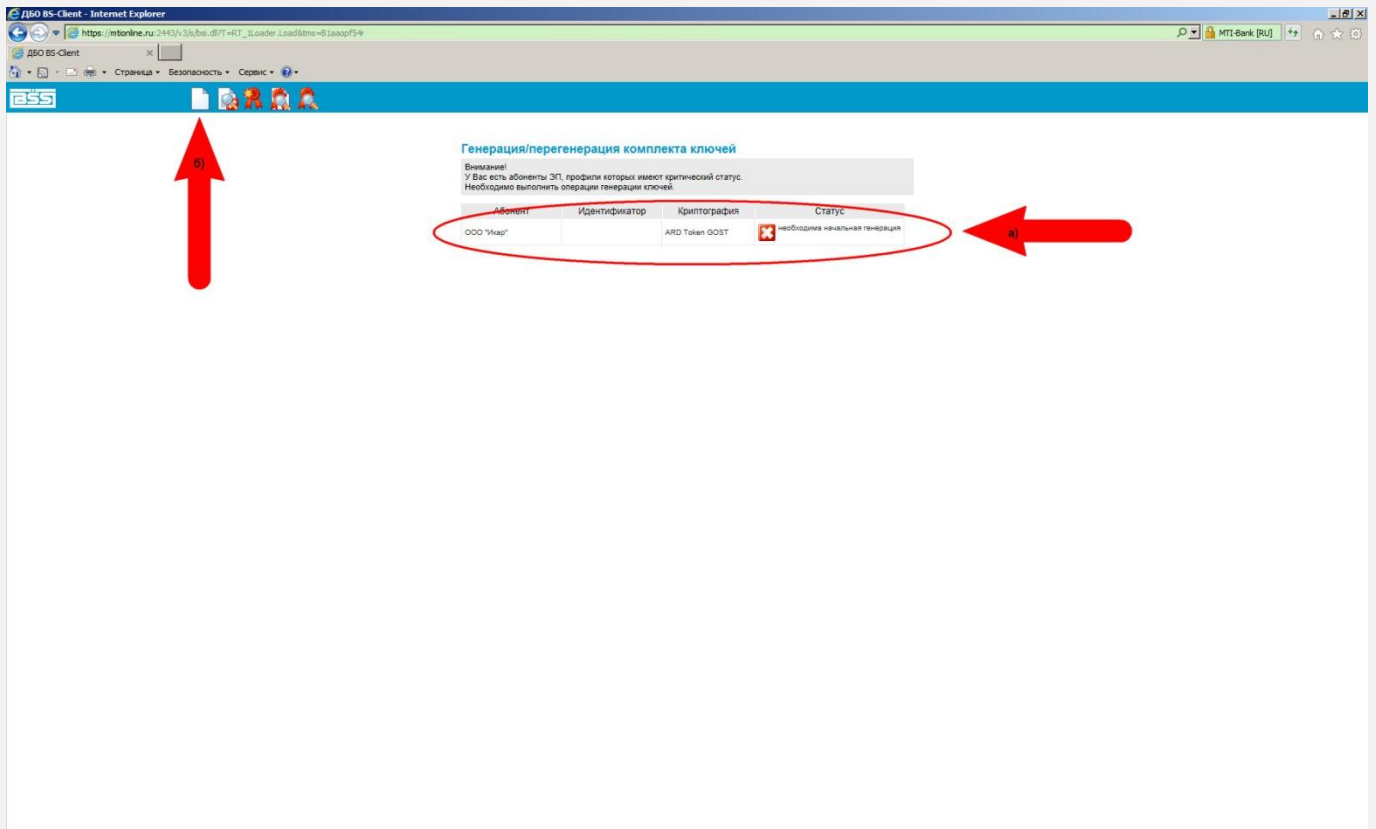 ДБО BS-Client - Internet Explorer
https://mtionline.ru:2443/v3/s/bsi.dll?T=RT_1Loader.Load&tms=B1aaopf54r
MTI-Bank [RU]
ДБО BS-Client
Страница
Безопасность
Сервис
BSS
Генерация/перегенерация комплекта ключей
б)
Внимание!
У Вас есть абоненты ЭП, профили которых имеют критический статус.
Необходимо выполнить операции генерации ключей.
Абонент Идентификатор Криптография Статус
ООО "Икар" ARD Token GOST необходима начальная генерация
а)